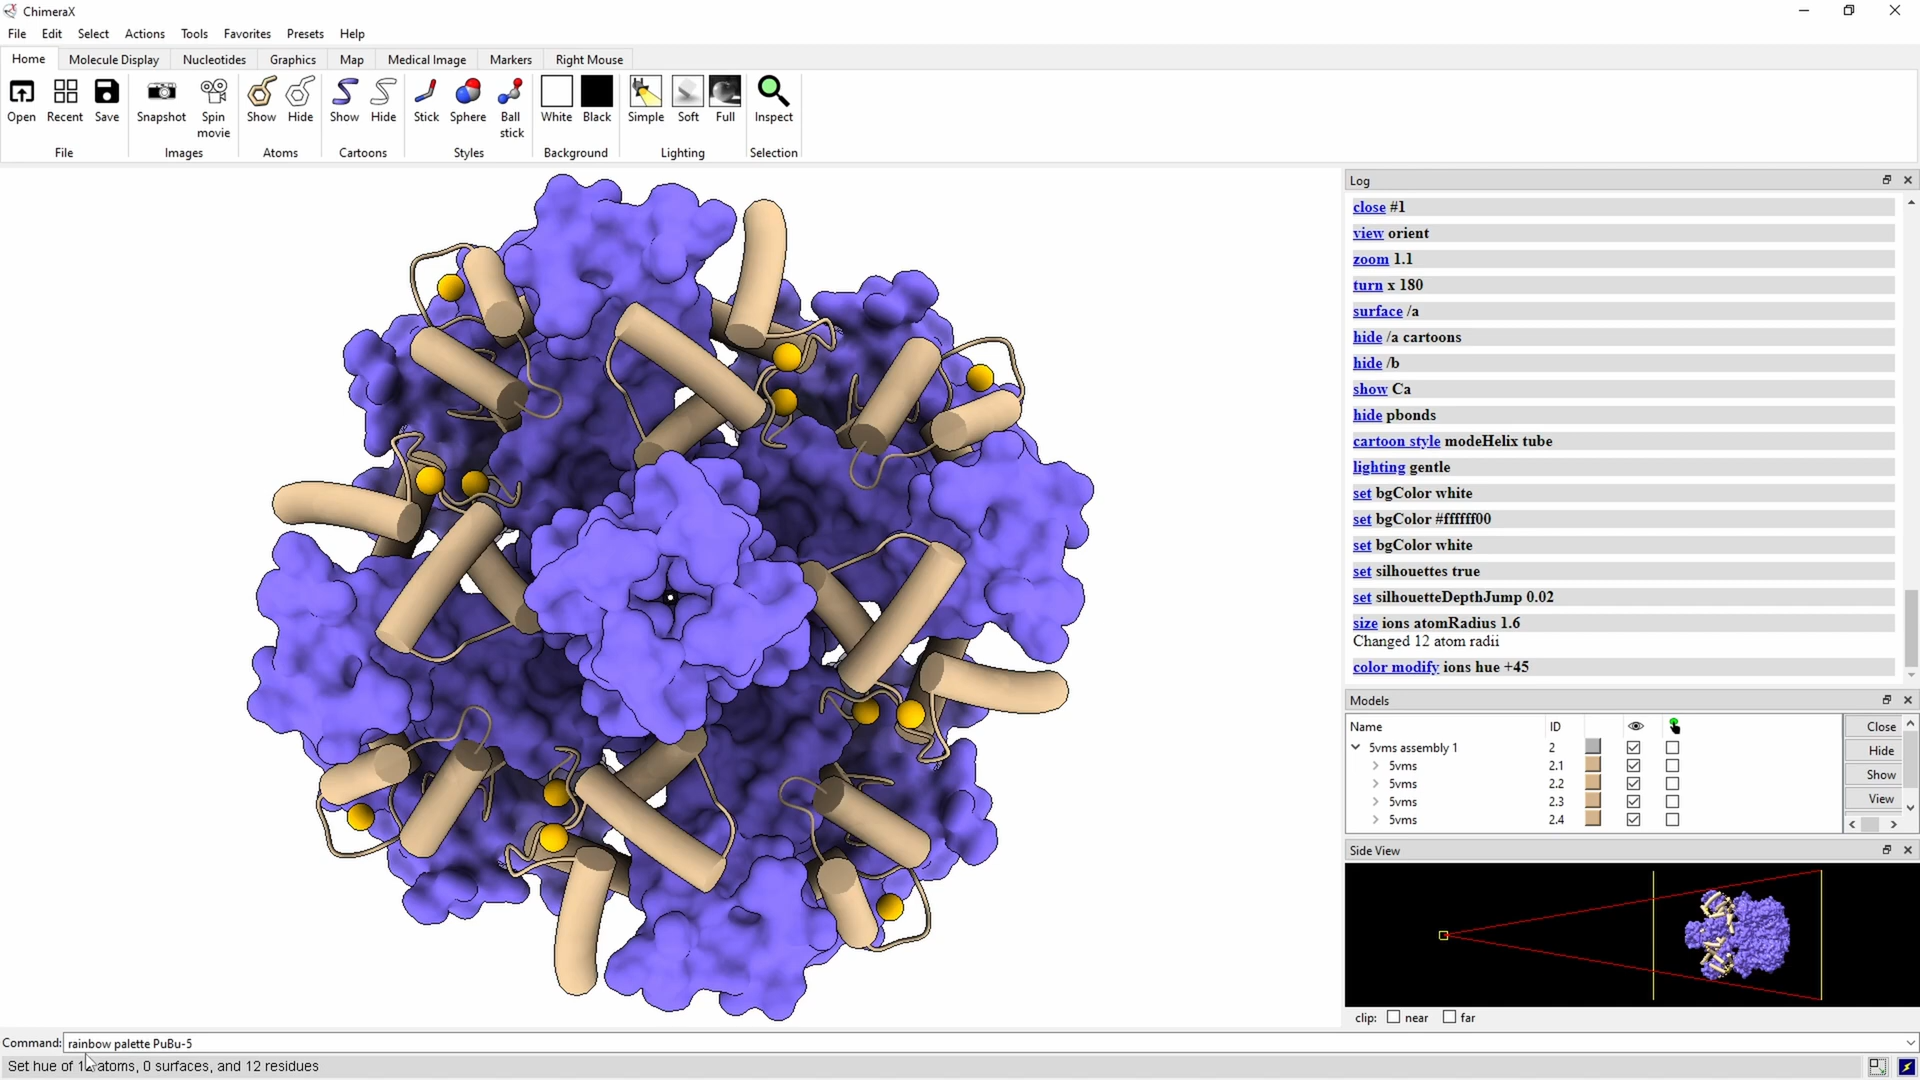 ChimeraX
File Edit Select Actions Tools Favorites Presets Help
Home Molecule Display Nucleotides Graphics Map Medical Image Markers Right Mouse
Open Recent Save Snapshot Spin movie Show Hide Show Hide Stick Sphere Ball stick White Black Simple Soft Full Inspect
File Images Atoms Cartoons Styles Background Lighting Selection
Log
close #1
view orient
zoom 1.1
turn x 180
surface /a
hide /a cartoons
hide /b
show Ca
hide pbonds
cartoon style modeHelix tube
lighting gentle
set bgColor white
set bgColor #ffffff00
set bgColor white
set silhouettes true
set silhouetteDepthJump 0.02
size ions atomRadius 1.6
Changed 12 atom radii
color modify ions hue +45
Models
Name ID Close
5vms assembly 1 2 Hide
5vms 2.1
5vms 2.2 Show
5vms 2.3 View
5vms 2.4
Side View
clip: near far
Command: rainbow palette PuBu-5
Set hue of atoms, 0 surfaces, and 12 residues